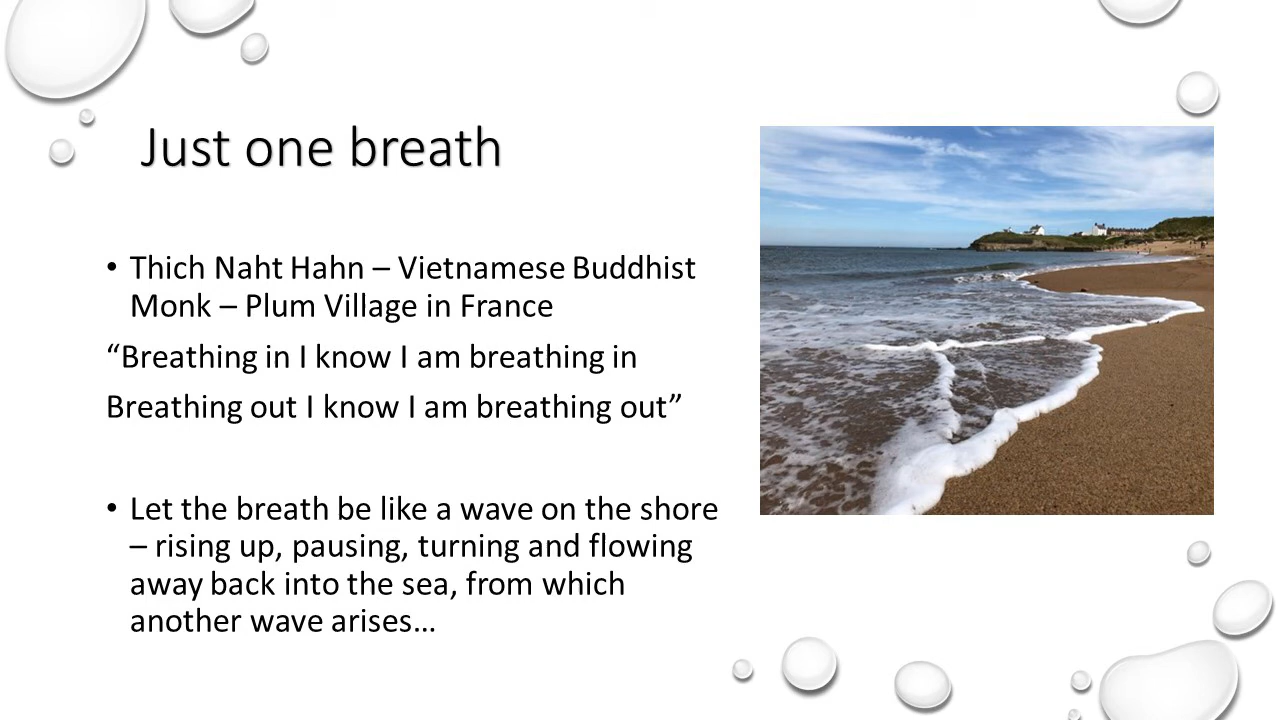 Just one breath
• Thich Naht Hahn – Vietnamese Buddhist
Monk – Plum Village in France
“Breathing in I know I am breathing in
Breathing out I know I am breathing out”
• Let the breath be like a wave on the shore
– rising up, pausing, turning and flowing
away back into the sea, from which
another wave arises…